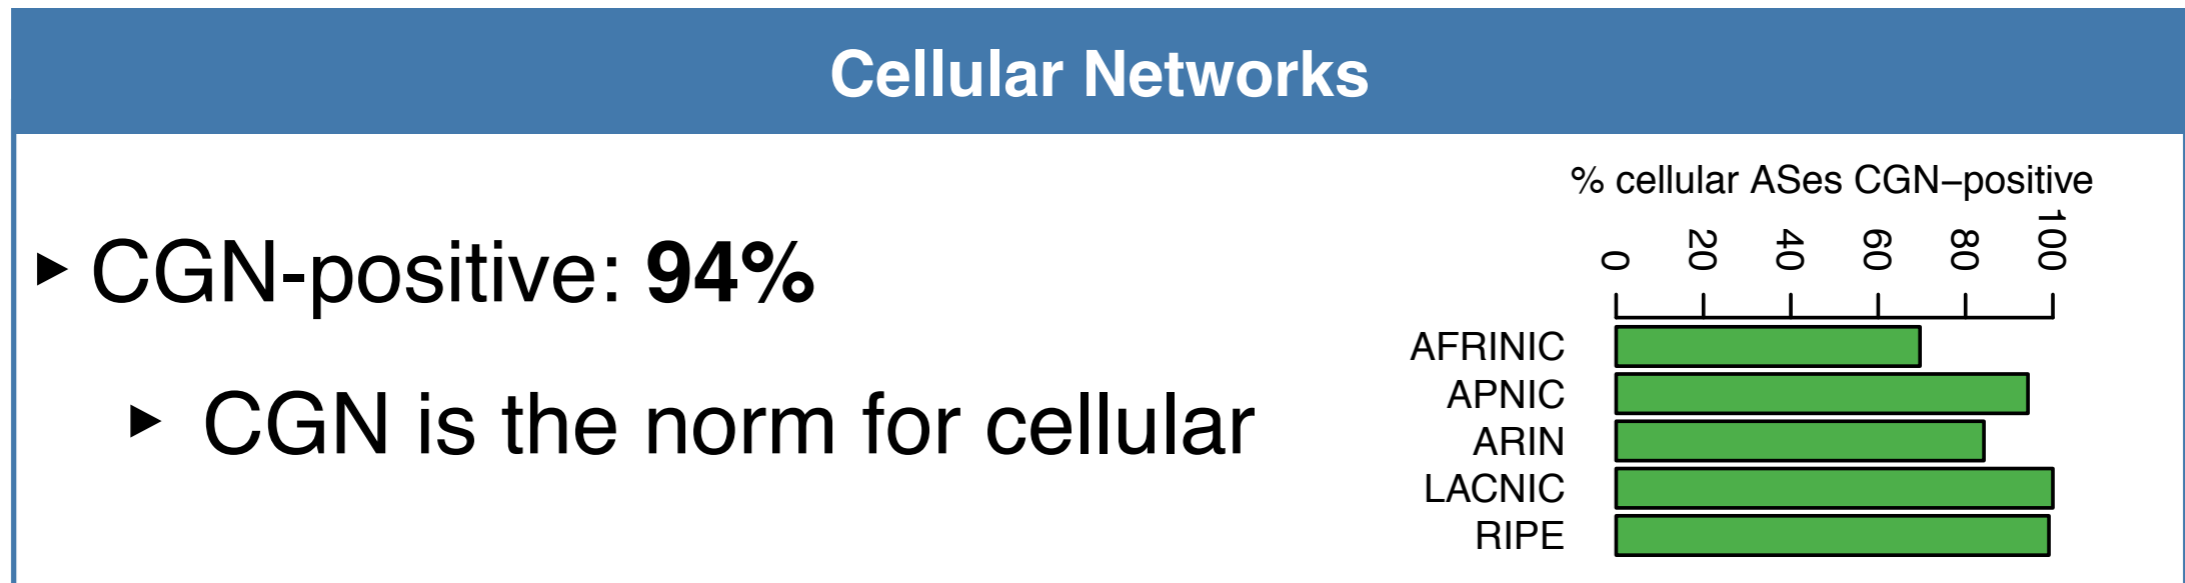 Cellular Networks
▸ CGN-positive: 94%
▸ CGN is the norm for cellular
% cellular ASes CGN–positive
0 20 40 60 80 100
AFRINIC
APNIC
ARIN
LACNIC
RIPE